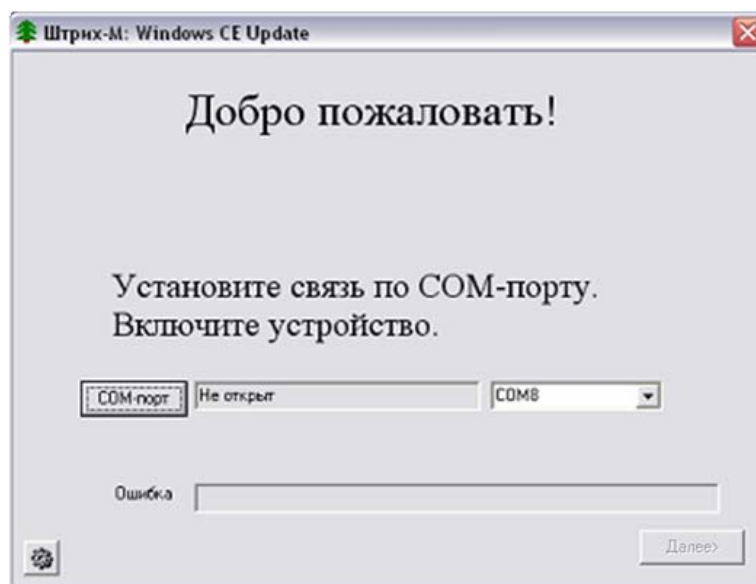 Штрих-М: Windows CE Update
Добро пожаловать!
Установите связь по COM-порту.
Включите устройство.
COM-порт Не открыт COM8
Ошибка
Далее>